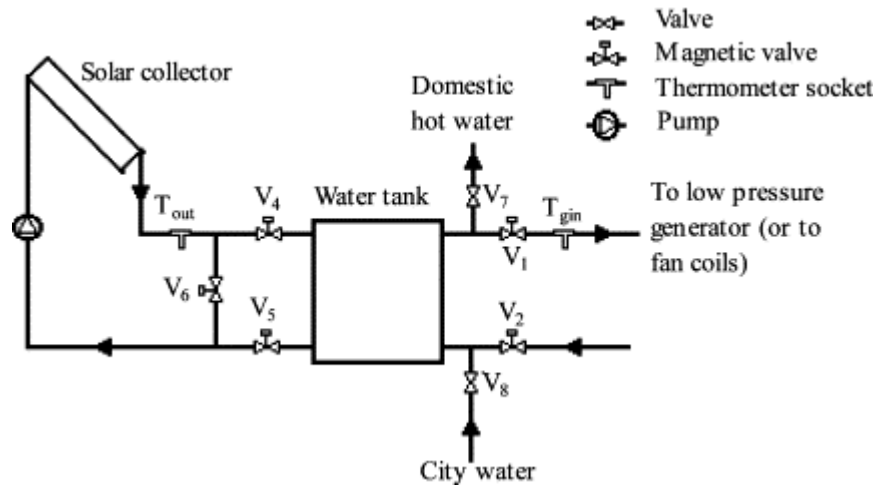 Valve
Magnetic valve
Thermometer socket
Pump
Solar collector
Domestic
hot water
T_out
V_4
Water tank
V_7
T_gin
To low pressure
generator (or to
fan coils)
V_1
V_6
V_5
V_2
V_8
City water